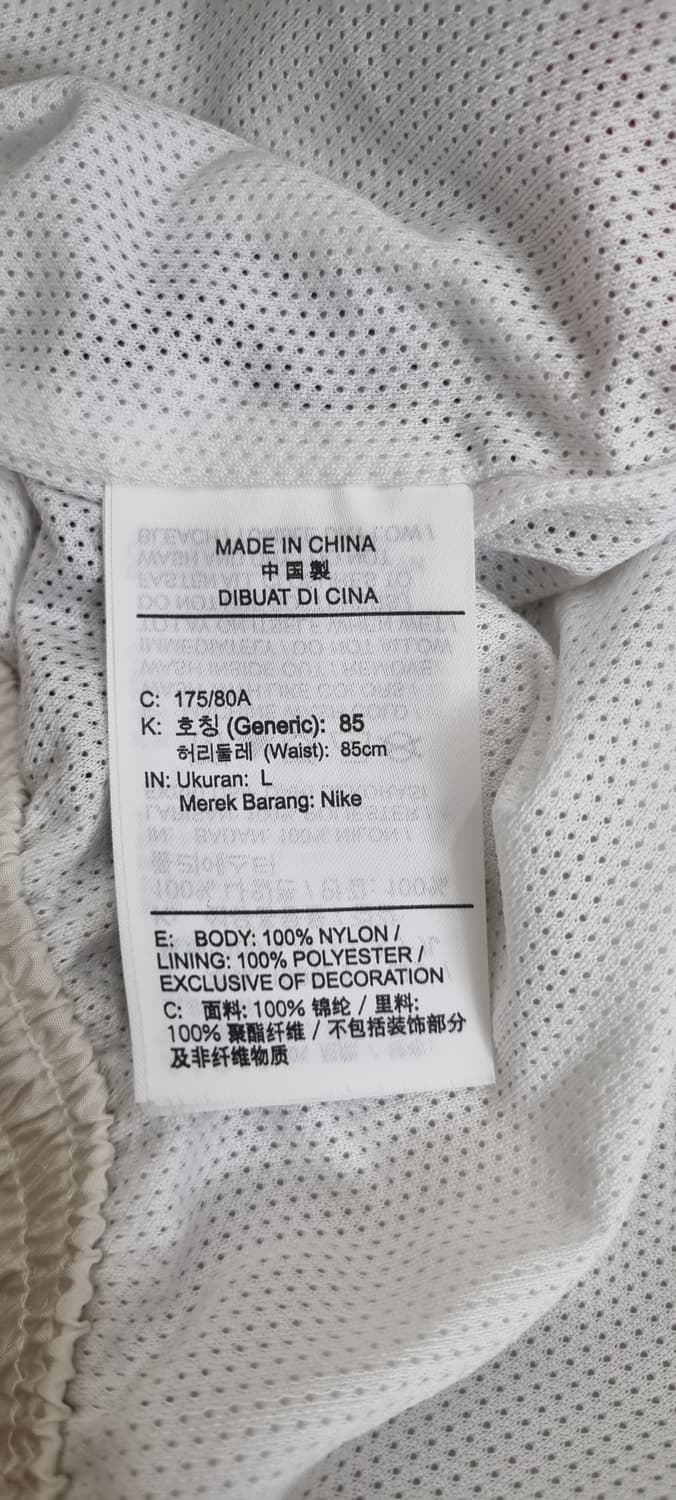 MADE IN CHINA
中国製
DIBUAT DI CINA
C: 175/80A
K: 호칭 (Generic): 85
허리둘레 (Waist): 85cm
IN: Ukuran: L
Merek Barang: Nike
E: BODY: 100% NYLON /
LINING: 100% POLYESTER /
EXCLUSIVE OF DECORATION
C: 面料: 100% 锦纶 / 里料:
100% 聚酯纤维 / 不包括装饰部分
及非纤维物质